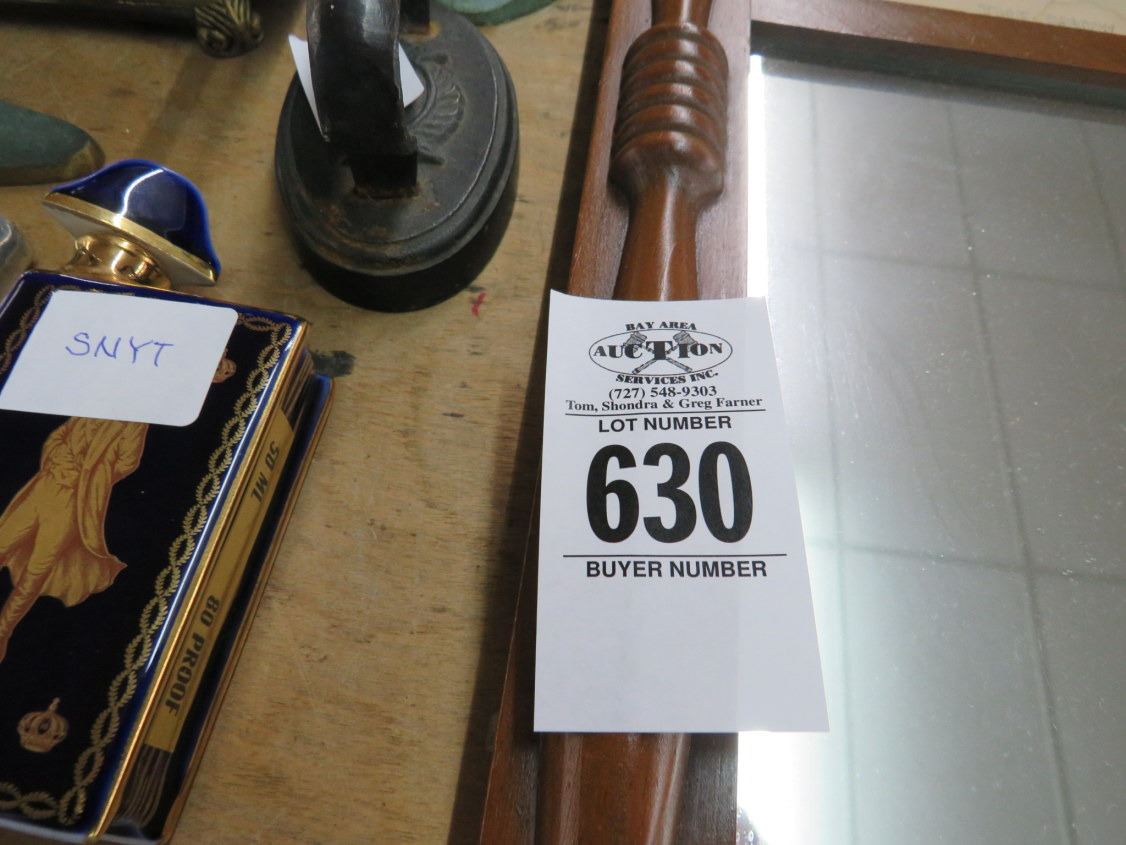 SNYT
50 ML
80 PROOF
BAY AREA
AUCTION
SERVICES INC.
(727) 548-9303
Tom, Shondra & Greg Farner
LOT NUMBER
630
BUYER NUMBER